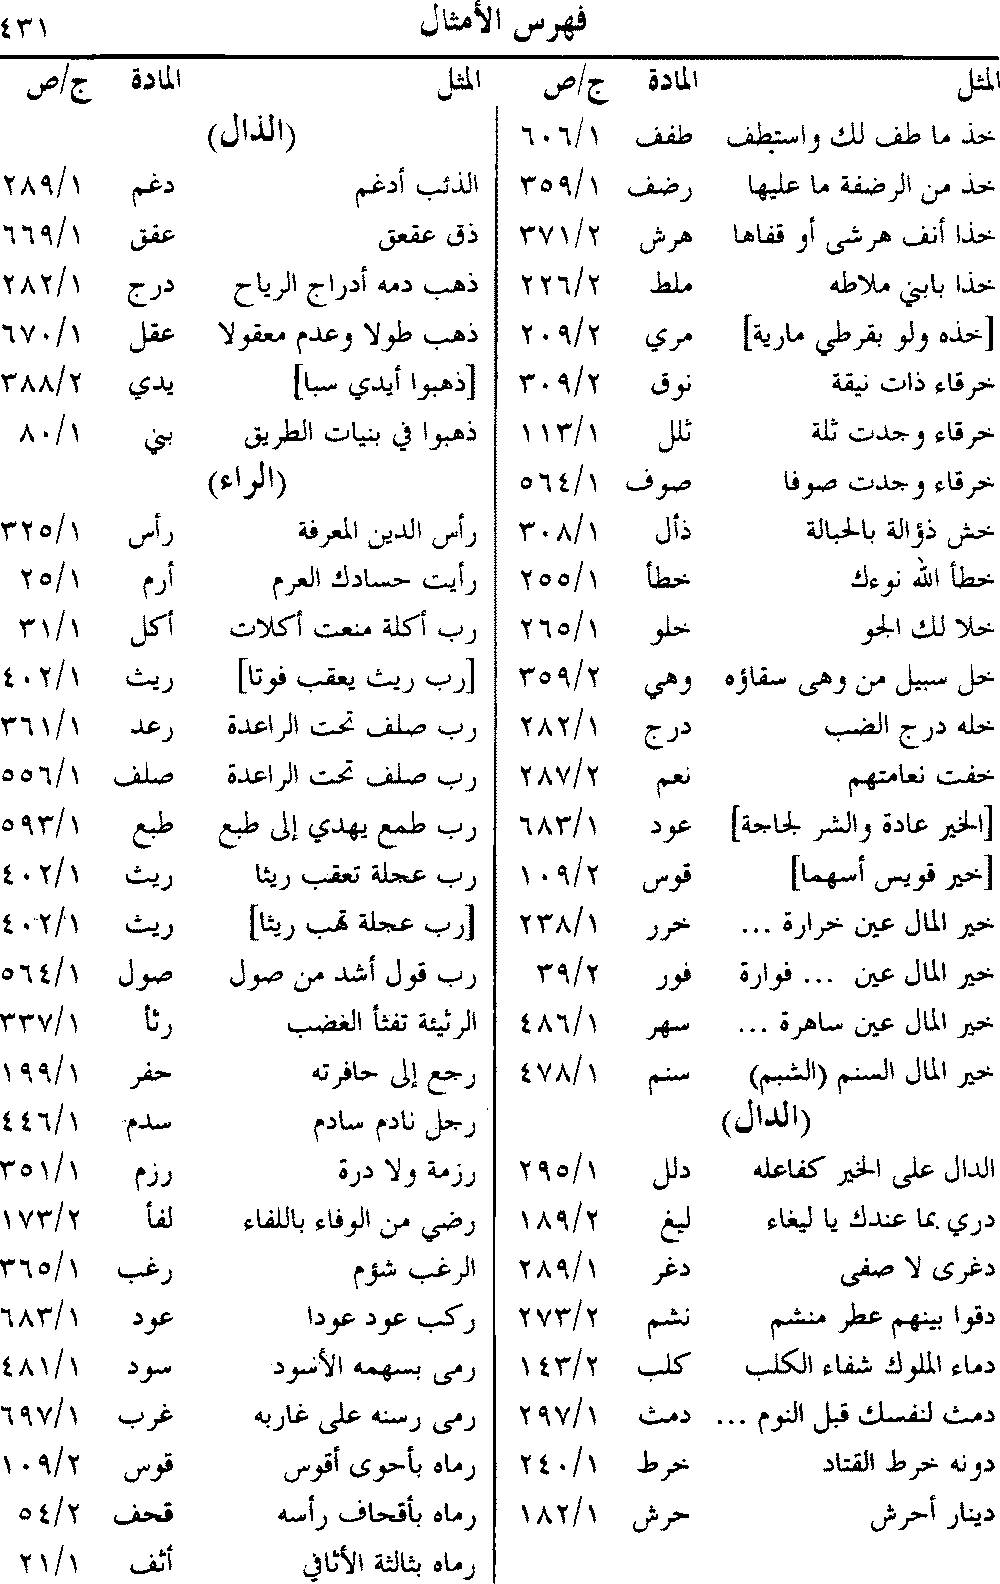 فهرس الأمثال ٤٣١
المثل المادة ج/ص
خذ ما طف لك واستطف طفف ٦٠٦/١
خذ من الرضفة ما عليها رضف ٣٥٩/١
خذا أنف هرشى أو قفاها هرش ٣٧١/٢
خذا بابني ملاطه ملط ٢٢٦/٢
[خذه ولو بقرطي مارية] مري ٢٠٩/٢
خرقاء ذات نيقة نوق ٣٠٩/٢
خرقاء وجدت ثلة ثلل ١١٣/١
خرقاء وجدت صوفا صوف ٥٦٤/١
خش ذؤالة بالحبالة ذأل ٣٠٨/١
خطأ الله نوءك خطأ ٢٥٥/١
خلا لك الجو خلو ٢٦٥/١
خل سبيل من وهى سقاؤه وهي ٣٥٩/٢
خله درج الضب درج ٢٨٢/١
خفت نعامتهم نعم ٢٨٧/٢
[الخير عادة والشر لجاجة] عود ٦٨٣/١
[خير قويس أسهما] قوس ١٠٩/٢
خير المال عين خرارة ... خرر ٢٣٨/١
خير المال عين ... فوارة فور ٣٩/٢
خير المال عين ساهرة ... سهر ٤٨٦/١
خير المال السنم (الشبم) سنم ٤٧٨/١
(الدال)
الدال على الخير كفاعله دلل ٢٩٥/١
دري بما عندك يا ليغاء ليغ ١٨٩/٢
دغرى لا صفى دغر ٢٨٩/١
دقوا بينهم عطر منشم نشم ٢٧٣/٢
دماء الملوك شفاء الكلب كلب ١٤٣/٢
دمث لنفسك قبل النوم ... دمث ٢٩٧/١
دونه خرط القتاد خرط ٢٤٠/١
دينار أحرش حرش ١٨٢/١
المثل المادة ج/ص
(الذال)
الذئب أدغم دغم ٢٨٩/١
ذق عقعق عقق ٦٦٩/١
ذهب دمه أدراج الرياح درج ٢٨٢/١
ذهب طولا وعدم معقولا عقل ٦٧٠/١
[ذهبوا أيدي سبا] يدي ٣٨٨/٢
ذهبوا في بنيات الطريق بني ٨٠/١
(الراء)
رأس الدين المعرفة رأس ٣٢٥/١
رأيت حسادك العرم أرم ٢٥/١
رب أكلة منعت أكلات أكل ٣١/١
[رب ريث يعقب فوتا] ريث ٤٠٢/١
رب صلف تحت الراعدة رعد ٣٦١/١
رب صلف تحت الراعدة صلف ٥٥٦/١
رب طمع يهدي إلى طبع طبع ٥٩٣/١
رب عجلة تعقب ريثا ريث ٤٠٢/١
[رب عجلة تهب ريثا] ريث ٤٠٢/١
رب قول أشد من صول صول ٥٦٤/١
الرثيئة تفثأ الغضب رثأ ٣٣٧/١
رجع إلى حافرته حفر ١٩٩/١
رجل نادم سادم سدم ٤٤٦/١
رزمة ولا درة رزم ٣٥١/١
رضي من الوفاء باللفاء لفأ ١٧٣/٢
الرغب شؤم رغب ٣٦٥/١
ركب عود عودا عود ٦٨٣/١
رمى بسهمه الأسود سود ٤٨١/١
رمى رسنه على غاربه غرب ٦٩٧/١
رماه بأحوى أقوس قوس ١٠٩/٢
رماه بأقحاف رأسه قحف ٥٤/٢
رماه بثالثة الأثافي أثف ٢١/١